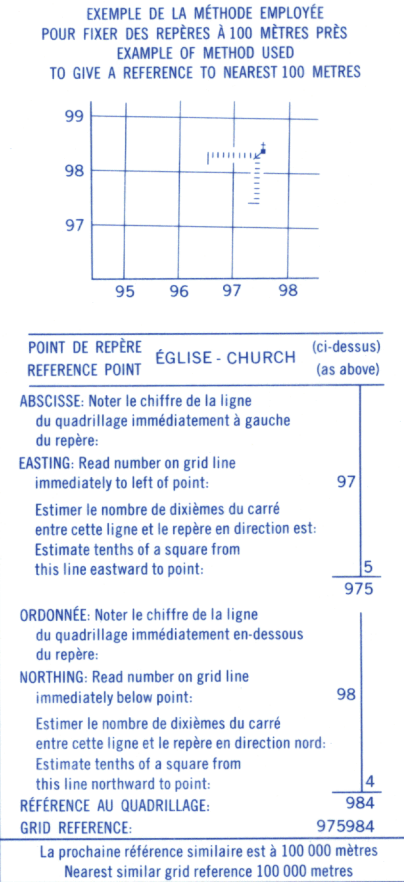 EXEMPLE DE LA MÉTHODE EMPLOYÉE
POUR FIXER DES REPÈRES À 100 MÈTRES PRÈS
EXAMPLE OF METHOD USED
TO GIVE A REFERENCE TO NEAREST 100 METRES
99
98
97
95 96 97 98
POINT DE REPÈRE
REFERENCE POINT
ÉGLISE - CHURCH
(ci-dessus)
(as above)
ABSCISSE: Noter le chiffre de la ligne
du quadrillage immédiatement à gauche
du repère:
EASTING: Read number on grid line
immediately to left of point: 97
Estimer le nombre de dixièmes du carré
entre cette ligne et le repère en direction est:
Estimate tenths of a square from
this line eastward to point: 5
975
ORDONNÉE: Noter le chiffre de la ligne
du quadrillage immédiatement en-dessous
du repère:
NORTHING: Read number on grid line
immediately below point: 98
Estimer le nombre de dixièmes du carré
entre cette ligne et le repère en direction nord:
Estimate tenths of a square from
this line northward to point: 4
RÉFÉRENCE AU QUADRILLAGE: 984
GRID REFERENCE: 975984
La prochaine référence similaire est à 100 000 mètres
Nearest similar grid reference 100 000 metres